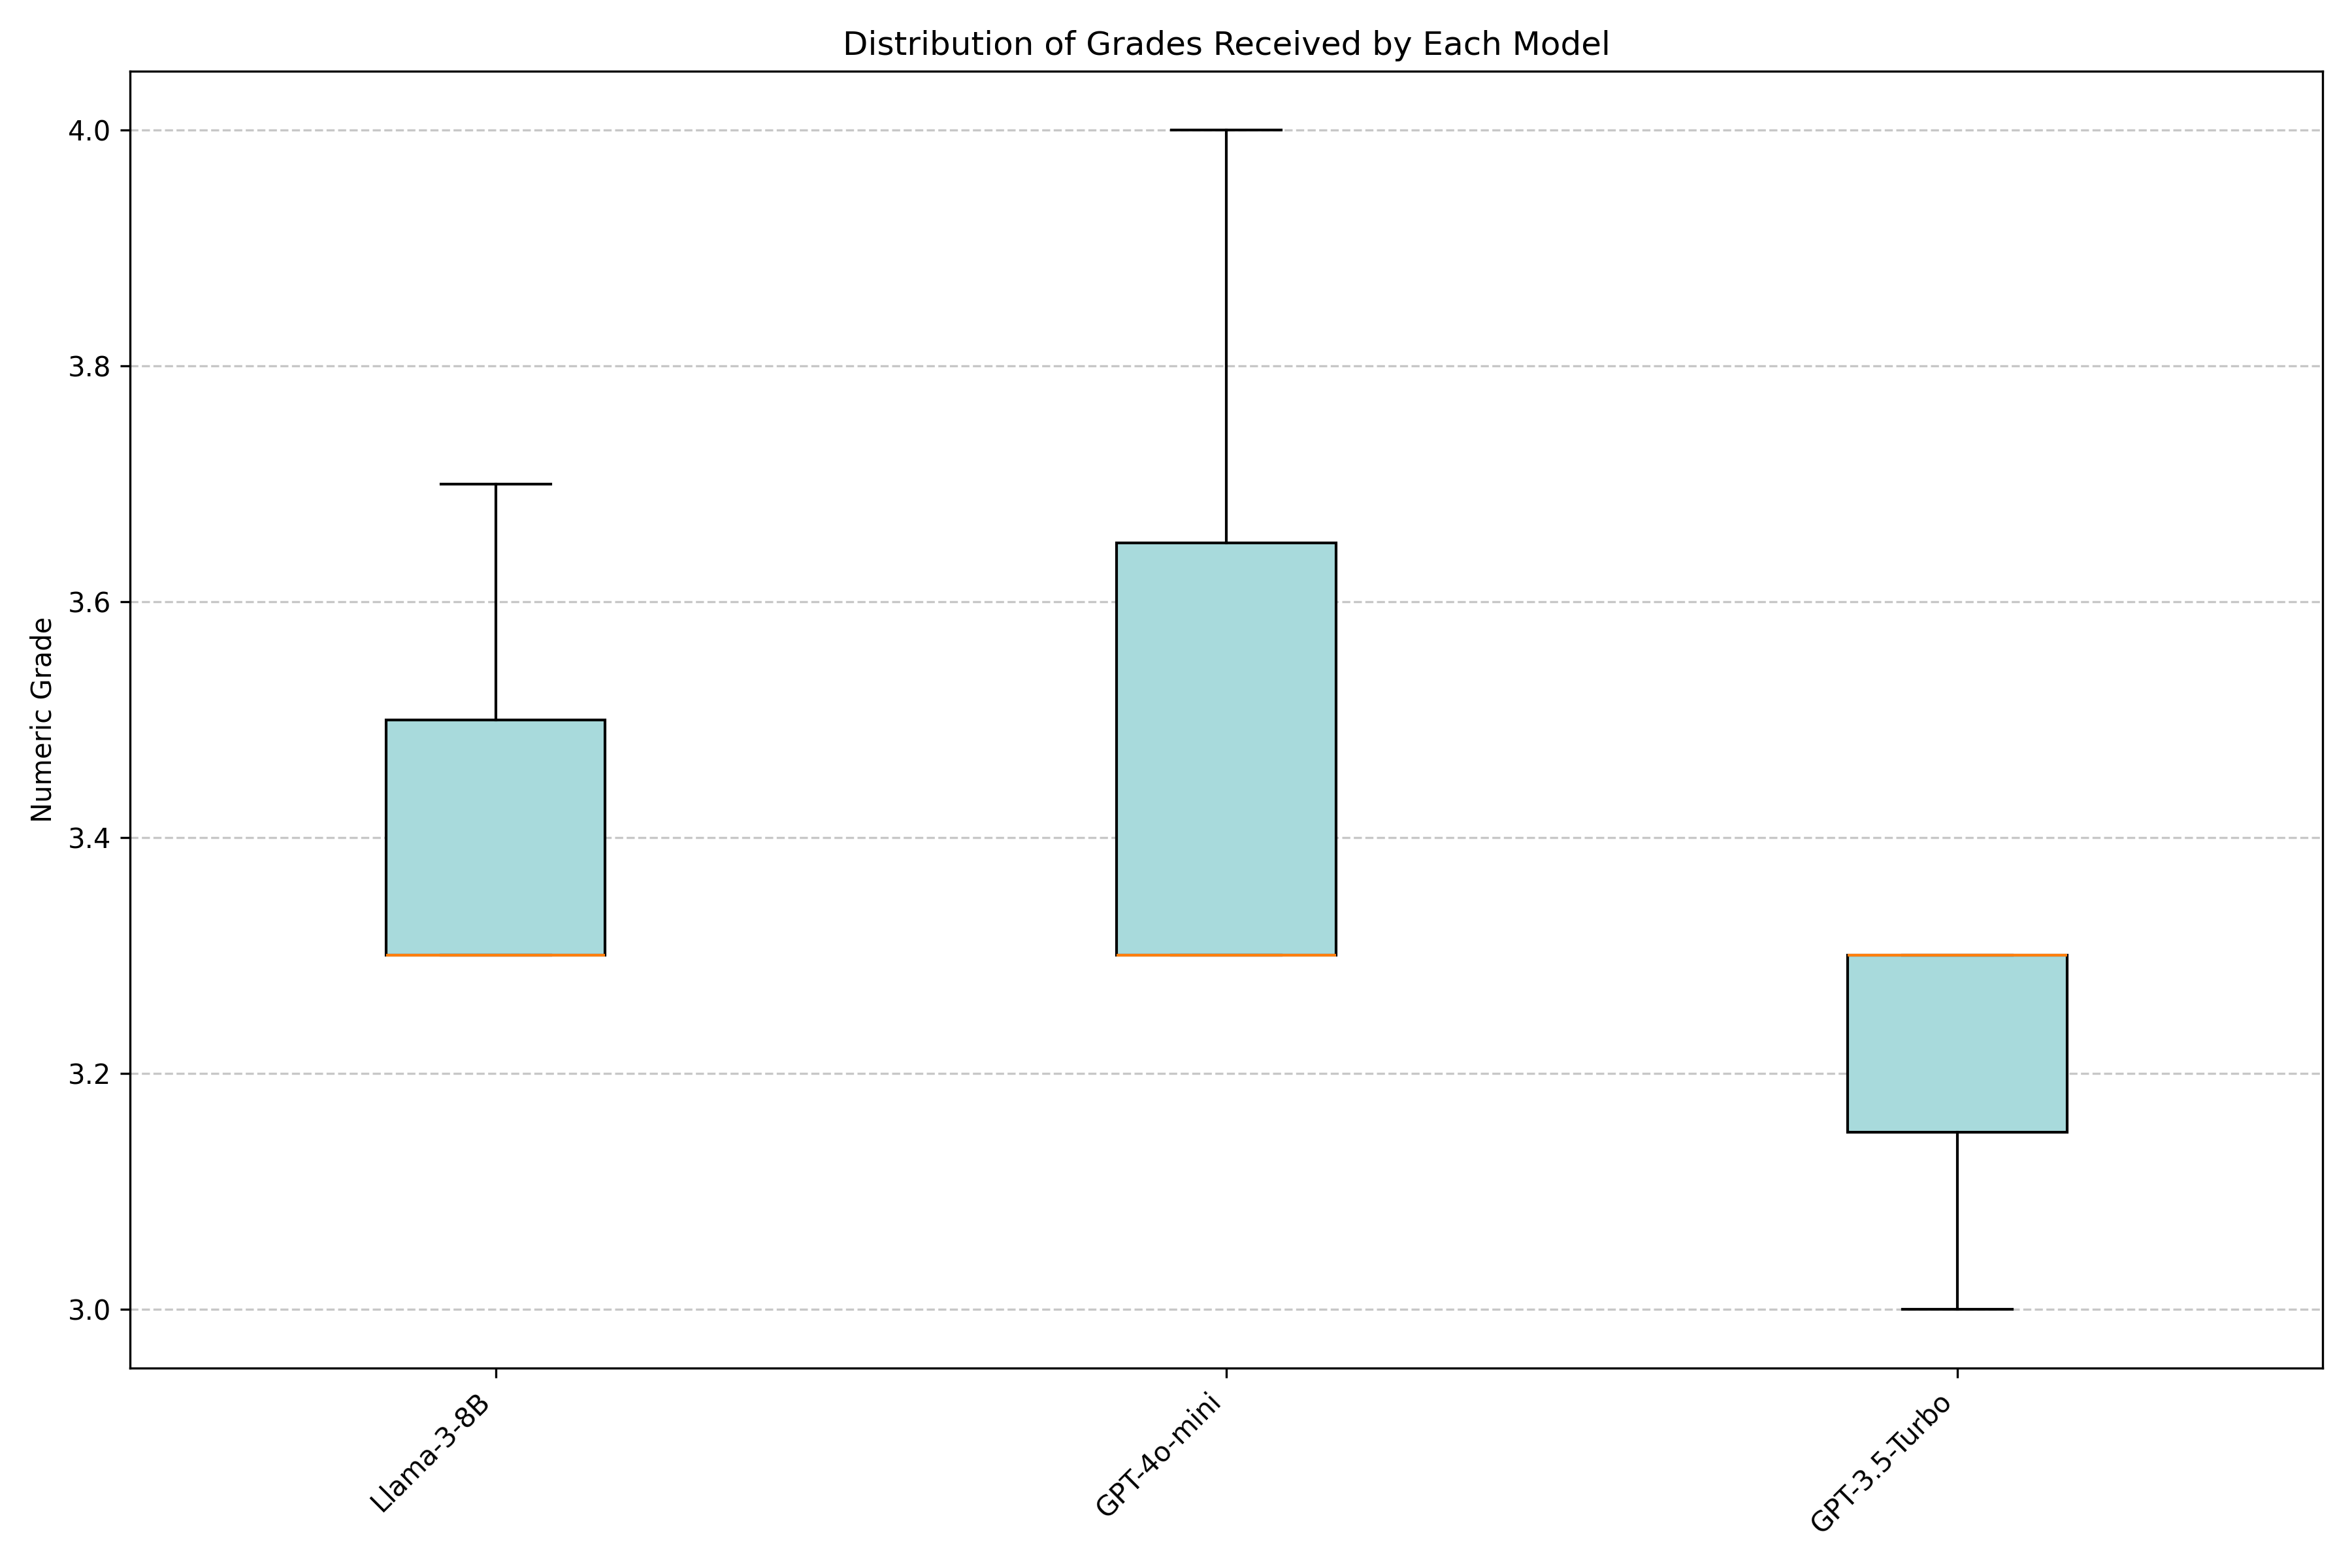 Distribution of Grades Received by Each Model
Numeric Grade
4.0
3.8
3.6
3.4
3.2
3.0
Llama-3-8B
GPT-4o-mini
GPT-3.5-Turbo